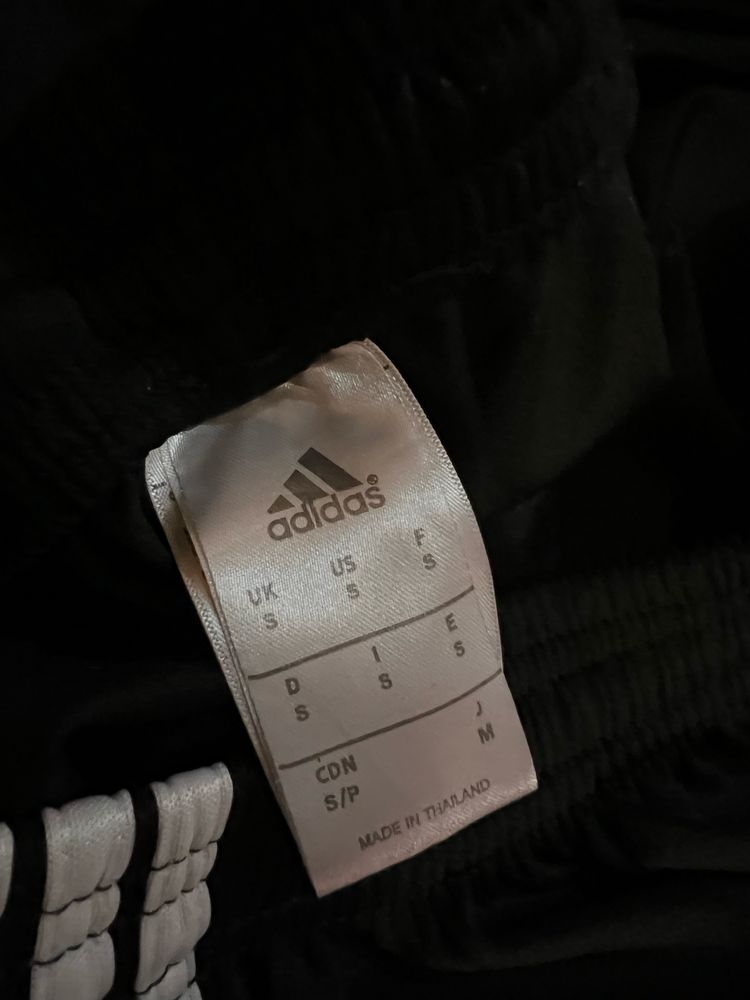 adidas®
UK US F
S S S
D I E
S S S
CDN J
S/P M
MADE IN THAILAND